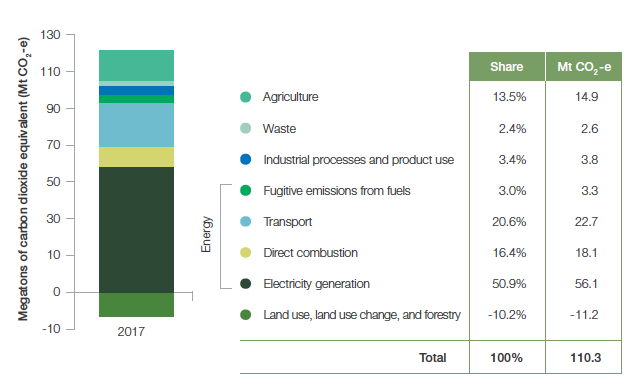 Megatons of carbon dioxide equivalent (Mt CO₂-e)
130
110
90
70
50
30
10
0
-10
2017
Energy
Share Mt CO₂-e
Agriculture 13.5% 14.9
Waste 2.4% 2.6
Industrial processes and product use 3.4% 3.8
Fugitive emissions from fuels 3.0% 3.3
Transport 20.6% 22.7
Direct combustion 16.4% 18.1
Electricity generation 50.9% 56.1
Land use, land use change, and forestry -10.2% -11.2
Total 100% 110.3